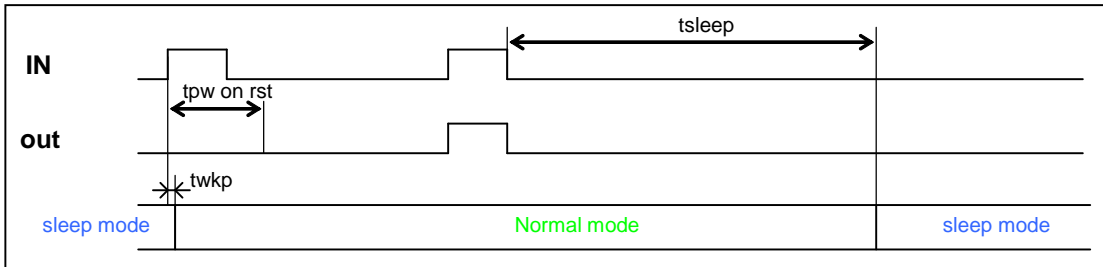 tsleep
IN
tpw on rst
out
twkp
sleep mode
Normal mode
sleep mode